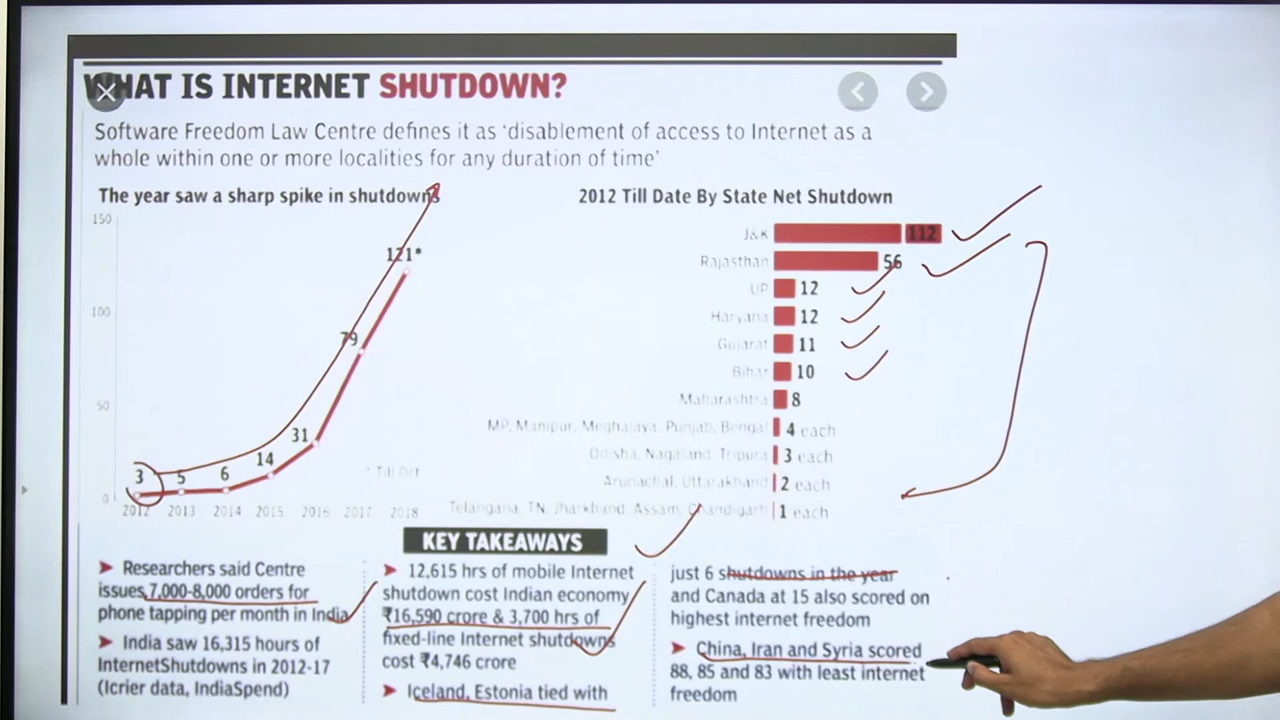 WHAT IS INTERNET SHUTDOWN?
Software Freedom Law Centre defines it as 'disablement of access to Internet as a
whole within one or more localities for any duration of time'
The year saw a sharp spike in shutdowns
150
100
50
0
3
5
6
14
31
79
121*
* Till Oct
2012 2013 2014 2015 2016 2017 2018
2012 Till Date By State Net Shutdown
J&K 112
Rajasthan 56
UP 12
Haryana 12
Gujarat 11
Bihar 10
Maharashtra 8
MP, Manipur, Meghalaya, Punjab, Bengal 4 each
Odisha, Nagaland, Tripura 3 each
Arunachal, Uttarakhand 2 each
Telangana, TN, Jharkhand, Assam, Chandigarh 1 each
KEY TAKEAWAYS
➤ Researchers said Centre
issues 7,000-8,000 orders for
phone tapping per month in India
➤ India saw 16,315 hours of
InternetShutdowns in 2012-17
(Icrier data, IndiaSpend)
➤ 12,615 hrs of mobile Internet
shutdown cost Indian economy
₹16,590 crore & 3,700 hrs of
fixed-line Internet shutdowns
cost ₹4,746 crore
➤ Iceland, Estonia tied with
just 6 shutdowns in the year
and Canada at 15 also scored on
highest internet freedom
➤ China, Iran and Syria scored
88, 85 and 83 with least internet
freedom